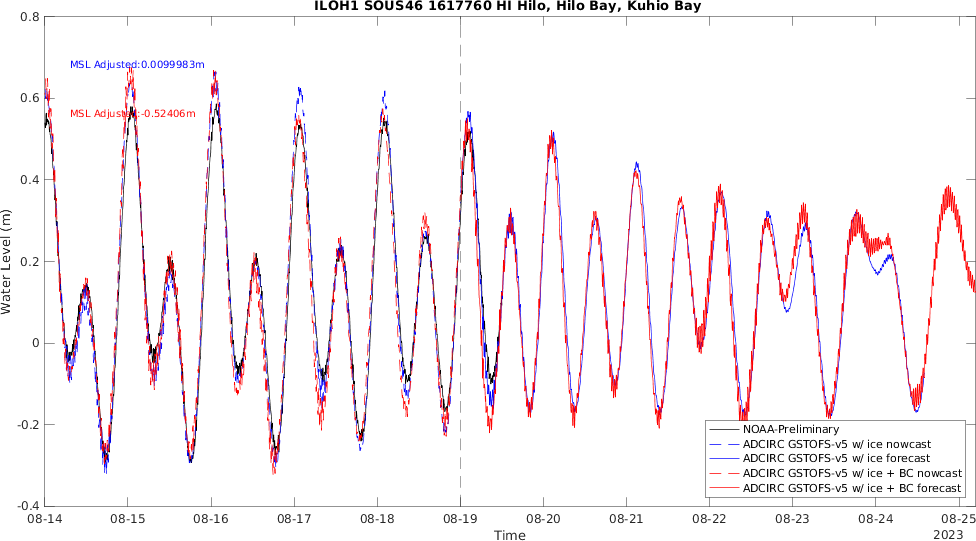 ILOH1 SOUS46 1617760 HI Hilo, Hilo Bay, Kuhio Bay
0.8
0.6
0.4
0.2
0
-0.2
-0.4
Water Level (m)
MSL Adjusted:0.0099983m
MSL Adjusted:-0.52406m
NOAA-Preliminary
ADCIRC GSTOFS-v5 w/ ice nowcast
ADCIRC GSTOFS-v5 w/ ice forecast
ADCIRC GSTOFS-v5 w/ ice + BC nowcast
ADCIRC GSTOFS-v5 w/ ice + BC forecast
08-14 08-15 08-16 08-17 08-18 08-19 08-20 08-21 08-22 08-23 08-24 08-25
Time
2023